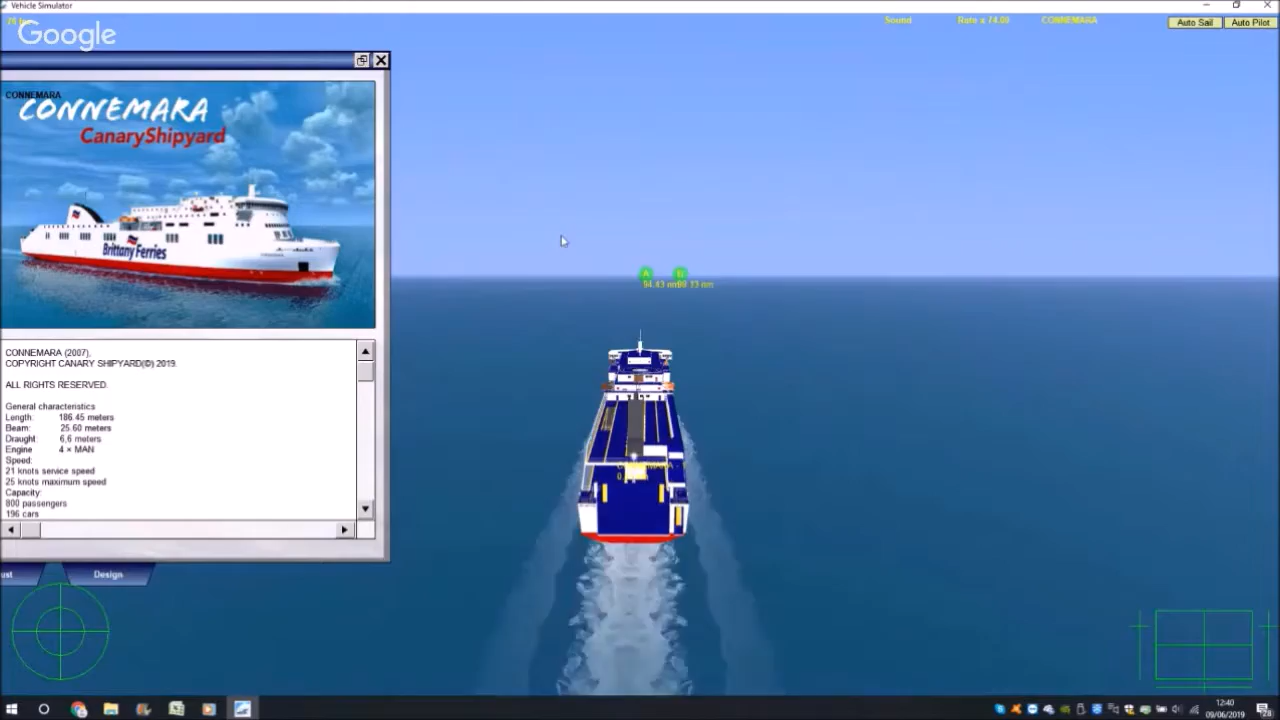 Vehicle Simulator
Google
Sound
Rate x 74.00
CONNEMARA
Auto Sail
Auto Pilot
CONNEMARA
CONNEMARA
CanaryShipyard
Brittany Ferries
A
CONNEMARA (2007).
COPYRIGHT CANARY SHIPYARD(©) 2019.
ALL RIGHTS RESERVED.
General characteristics
Length: 186.45 meters
Beam: 25.60 meters
Draught: 6,6 meters
Engine 4 × MAN
Speed:
21 knots service speed
25 knots maximum speed
Capacity:
800 passengers
196 cars
ust
Design
12:40
09/06/2019